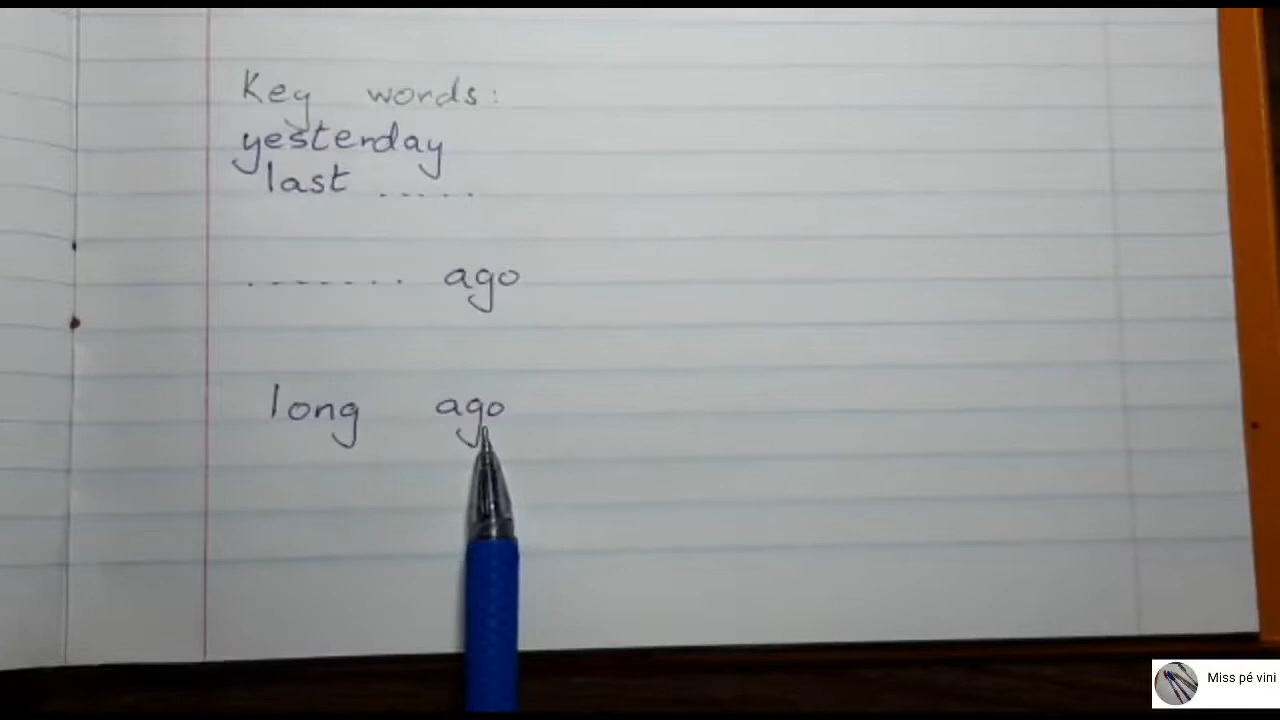 Key words:
yesterday
last .....
....... ago
long ago
Miss pé vini